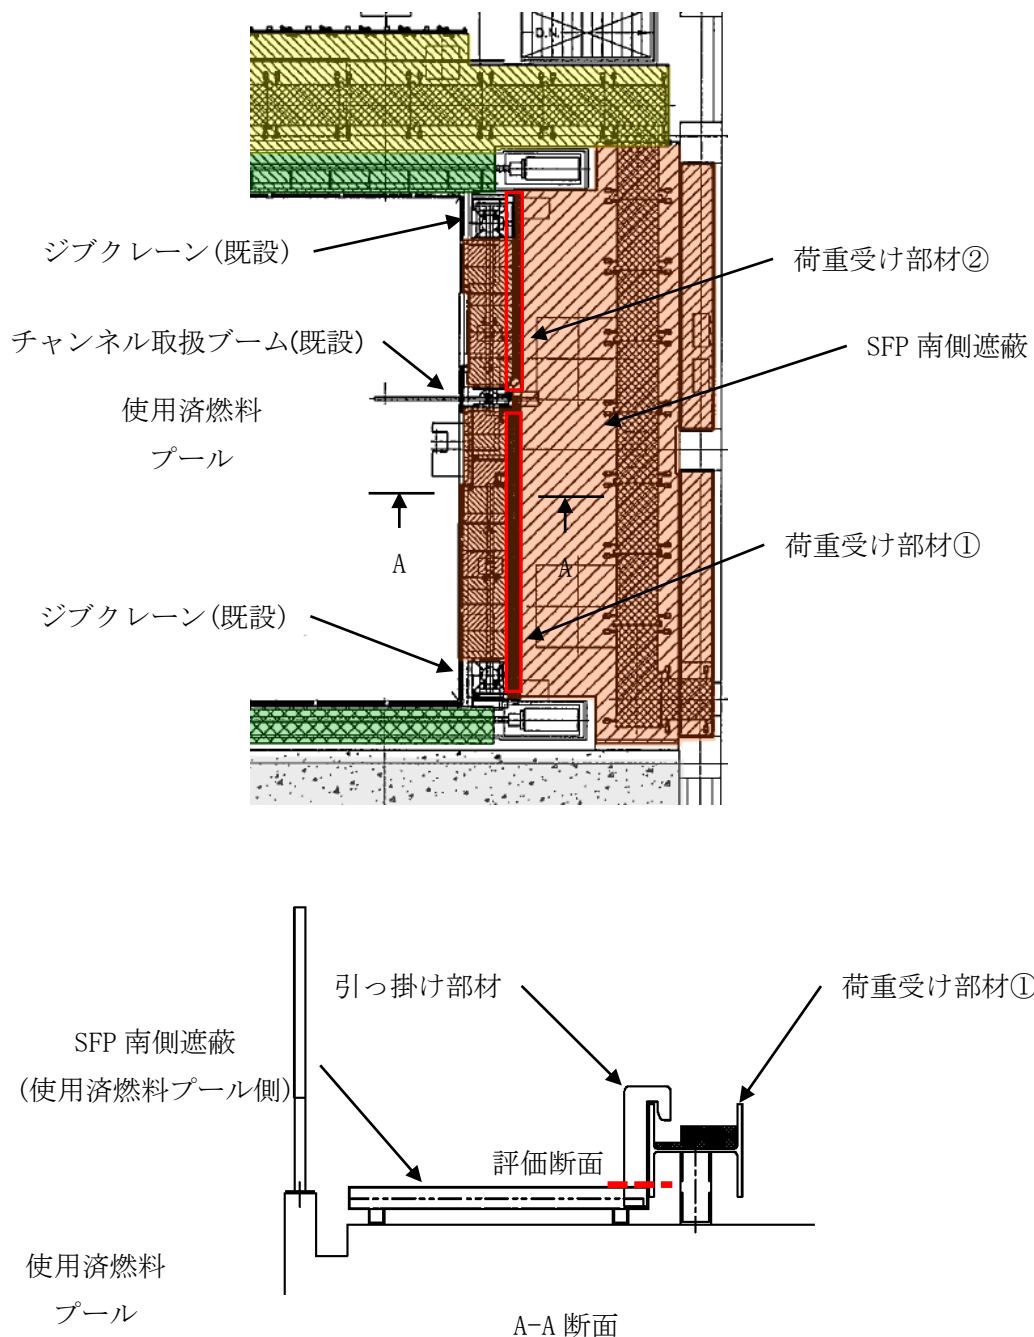 D.N.
ジブクレーン(既設)
荷重受け部材②
チャンネル取扱ブーム(既設)
SFP 南側遮蔽
使用済燃料
プール
A
A
荷重受け部材①
ジブクレーン(既設)
引っ掛け部材
荷重受け部材①
SFP 南側遮蔽
(使用済燃料プール側)
評価断面
使用済燃料
プール
A-A 断面